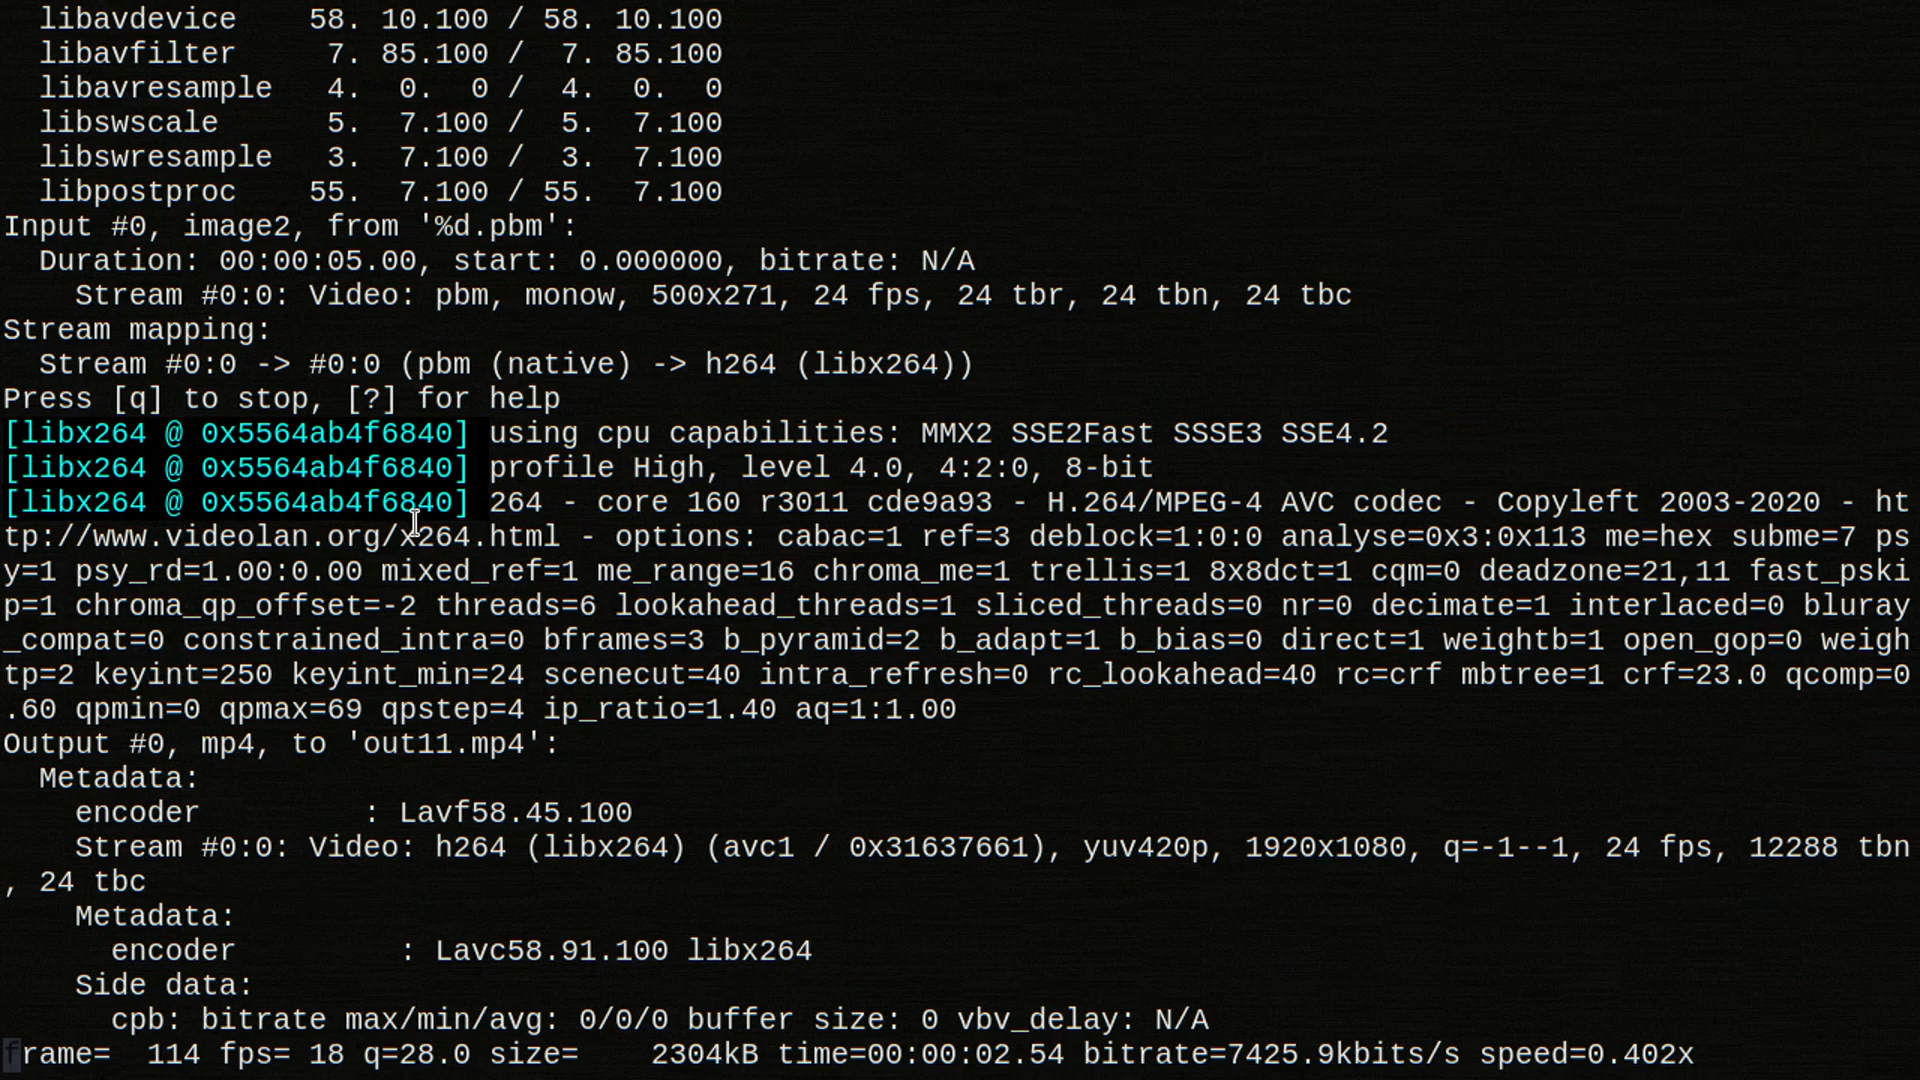 libavdevice    58. 10.100 / 58. 10.100
libavfilter     7. 85.100 /  7. 85.100
libavresample   4.  0.  0 /  4.  0.  0
libswscale      5.  7.100 /  5.  7.100
libswresample   3.  7.100 /  3.  7.100
libpostproc    55.  7.100 / 55.  7.100
Input #0, image2, from '%d.pbm':
Duration: 00:00:05.00, start: 0.000000, bitrate: N/A
Stream #0:0: Video: pbm, monow, 500x271, 24 fps, 24 tbr, 24 tbn, 24 tbc
Stream mapping:
Stream #0:0 -> #0:0 (pbm (native) -> h264 (libx264))
Press [q] to stop, [?] for help
[libx264 @ 0x5564ab4f6840] using cpu capabilities: MMX2 SSE2Fast SSSE3 SSE4.2
[libx264 @ 0x5564ab4f6840] profile High, level 4.0, 4:2:0, 8-bit
[libx264 @ 0x5564ab4f6840] 264 - core 160 r3011 cde9a93 - H.264/MPEG-4 AVC codec - Copyleft 2003-2020 - ht
tp://www.videolan.org/x264.html - options: cabac=1 ref=3 deblock=1:0:0 analyse=0x3:0x113 me=hex subme=7 ps
y=1 psy_rd=1.00:0.00 mixed_ref=1 me_range=16 chroma_me=1 trellis=1 8x8dct=1 cqm=0 deadzone=21,11 fast_pski
p=1 chroma_qp_offset=-2 threads=6 lookahead_threads=1 sliced_threads=0 nr=0 decimate=1 interlaced=0 bluray
_compat=0 constrained_intra=0 bframes=3 b_pyramid=2 b_adapt=1 b_bias=0 direct=1 weightb=1 open_gop=0 weigh
tp=2 keyint=250 keyint_min=24 scenecut=40 intra_refresh=0 rc_lookahead=40 rc=crf mbtree=1 crf=23.0 qcomp=0
.60 qpmin=0 qpmax=69 qpstep=4 ip_ratio=1.40 aq=1:1.00
Output #0, mp4, to 'out11.mp4':
Metadata:
encoder         : Lavf58.45.100
Stream #0:0: Video: h264 (libx264) (avc1 / 0x31637661), yuv420p, 1920x1080, q=-1--1, 24 fps, 12288 tbn
, 24 tbc
Metadata:
encoder         : Lavc58.91.100 libx264
Side data:
cpb: bitrate max/min/avg: 0/0/0 buffer size: 0 vbv_delay: N/A
frame=  114 fps= 18 q=28.0 size=    2304kB time=00:00:02.54 bitrate=7425.9kbits/s speed=0.402x